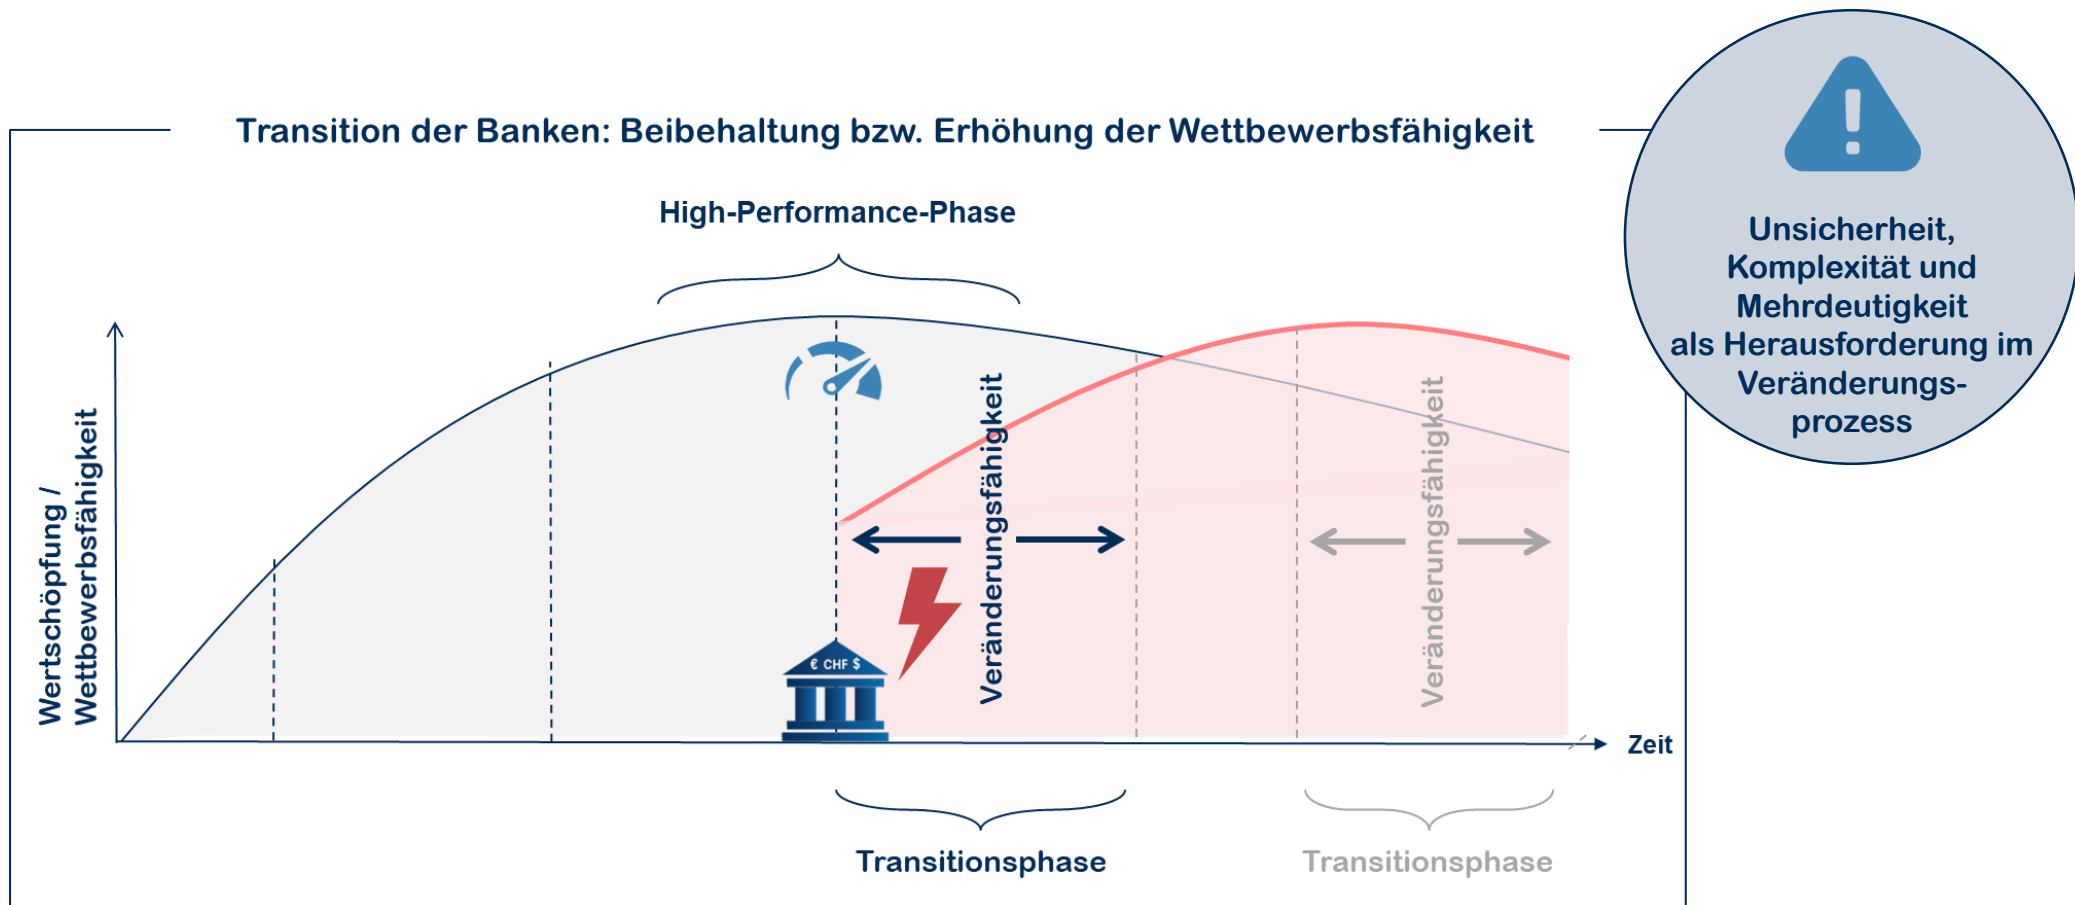 Transition der Banken: Beibehaltung bzw. Erhöhung der Wettbewerbsfähigkeit
Unsicherheit,
Komplexität und
Mehrdeutigkeit
als Herausforderung im
Veränderungs-
prozess
High-Performance-Phase
Wertschöpfung /
Wettbewerbsfähigkeit
Veränderungsfähigkeit
Veränderungsfähigkeit
€ CHF $
Zeit
Transitionsphase
Transitionsphase